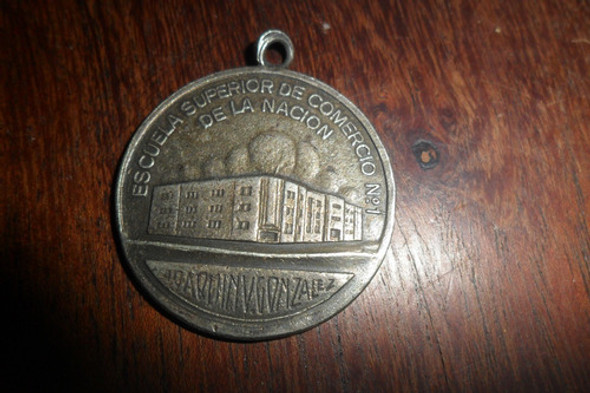 ESCUELA SUPERIOR DE COMERCIO Nº1
DE LA NACION
JOAQUIN V. GONZALEZ